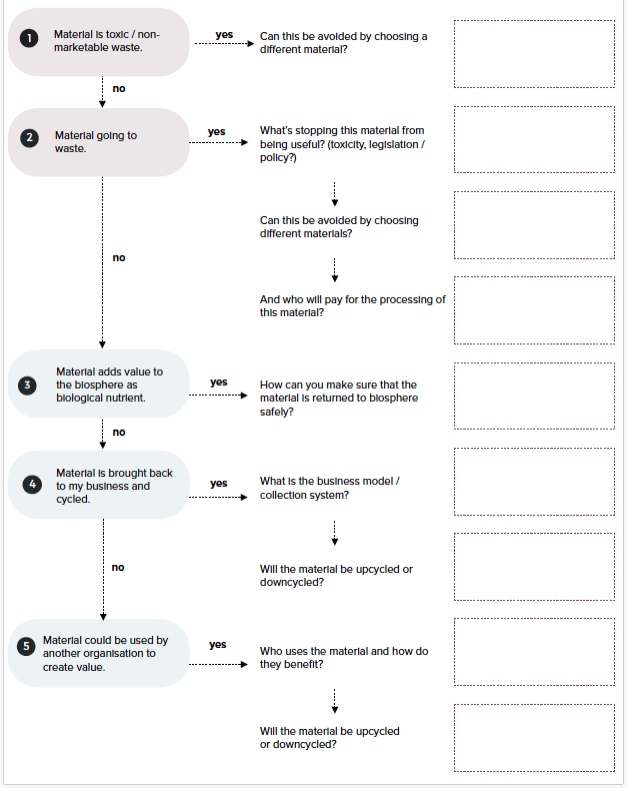 1
Material is toxic / non-
marketable waste.
yes
Can this be avoided by choosing a
different material?
no
2
Material going to
waste.
yes
What's stopping this material from
being useful? (toxicity, legislation /
policy?)
Can this be avoided by choosing
different materials?
no
And who will pay for the processing of
this material?
3
Material adds value to
the biosphere as
biological nutrient.
yes
How can you make sure that the
material is returned to biosphere
safely?
no
4
Material is brought back
to my business and
cycled.
yes
What is the business model /
collection system?
no
Will the material be upcycled or
downcycled?
5
Material could be used by
another organisation to
create value.
yes
Who uses the material and how do
they benefit?
Will the material be upcycled
or downcycled?